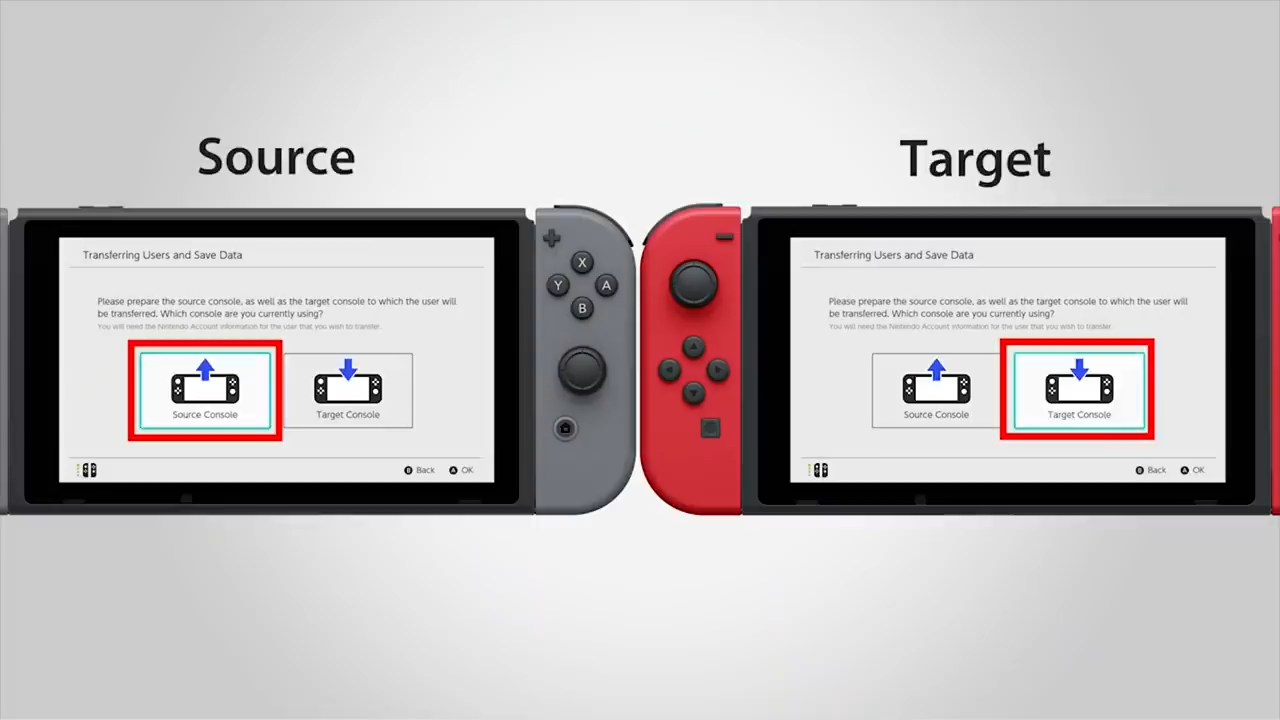 Source
Target
Transferring Users and Save Data
Please prepare the source console, as well as the target console to which the user will
be transferred. Which console are you currently using?
You will need the Nintendo Account information for the user that you wish to transfer.
Source Console
Target Console
Back
OK
X
Y
A
B
Transferring Users and Save Data
Please prepare the source console, as well as the target console to which the user will
be transferred. Which console are you currently using?
You will need the Nintendo Account information for the user that you wish to transfer.
Source Console
Target Console
Back
OK